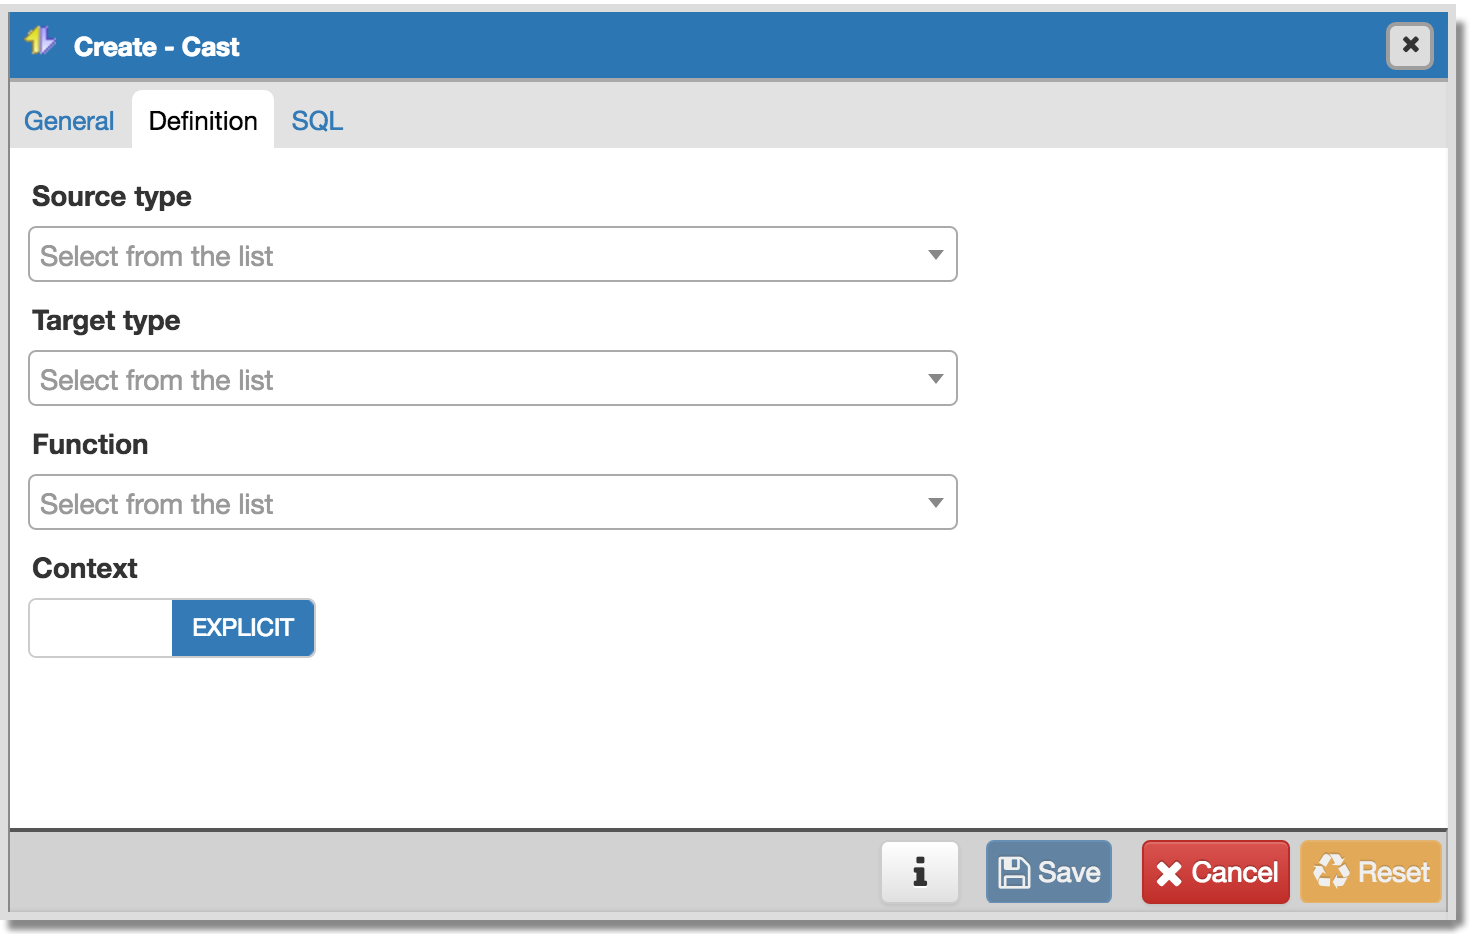 Create - Cast
General Definition SQL
Source type
Select from the list
Target type
Select from the list
Function
Select from the list
Context
EXPLICIT
Save Cancel Reset